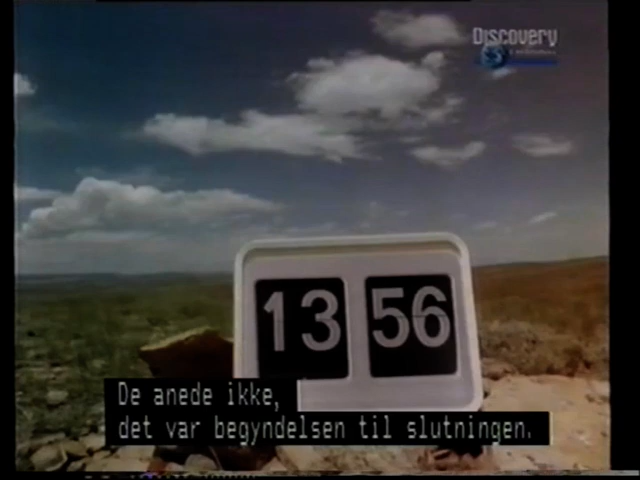 Discovery
13 56
De anede ikke,
det var begyndelsen til slutningen.